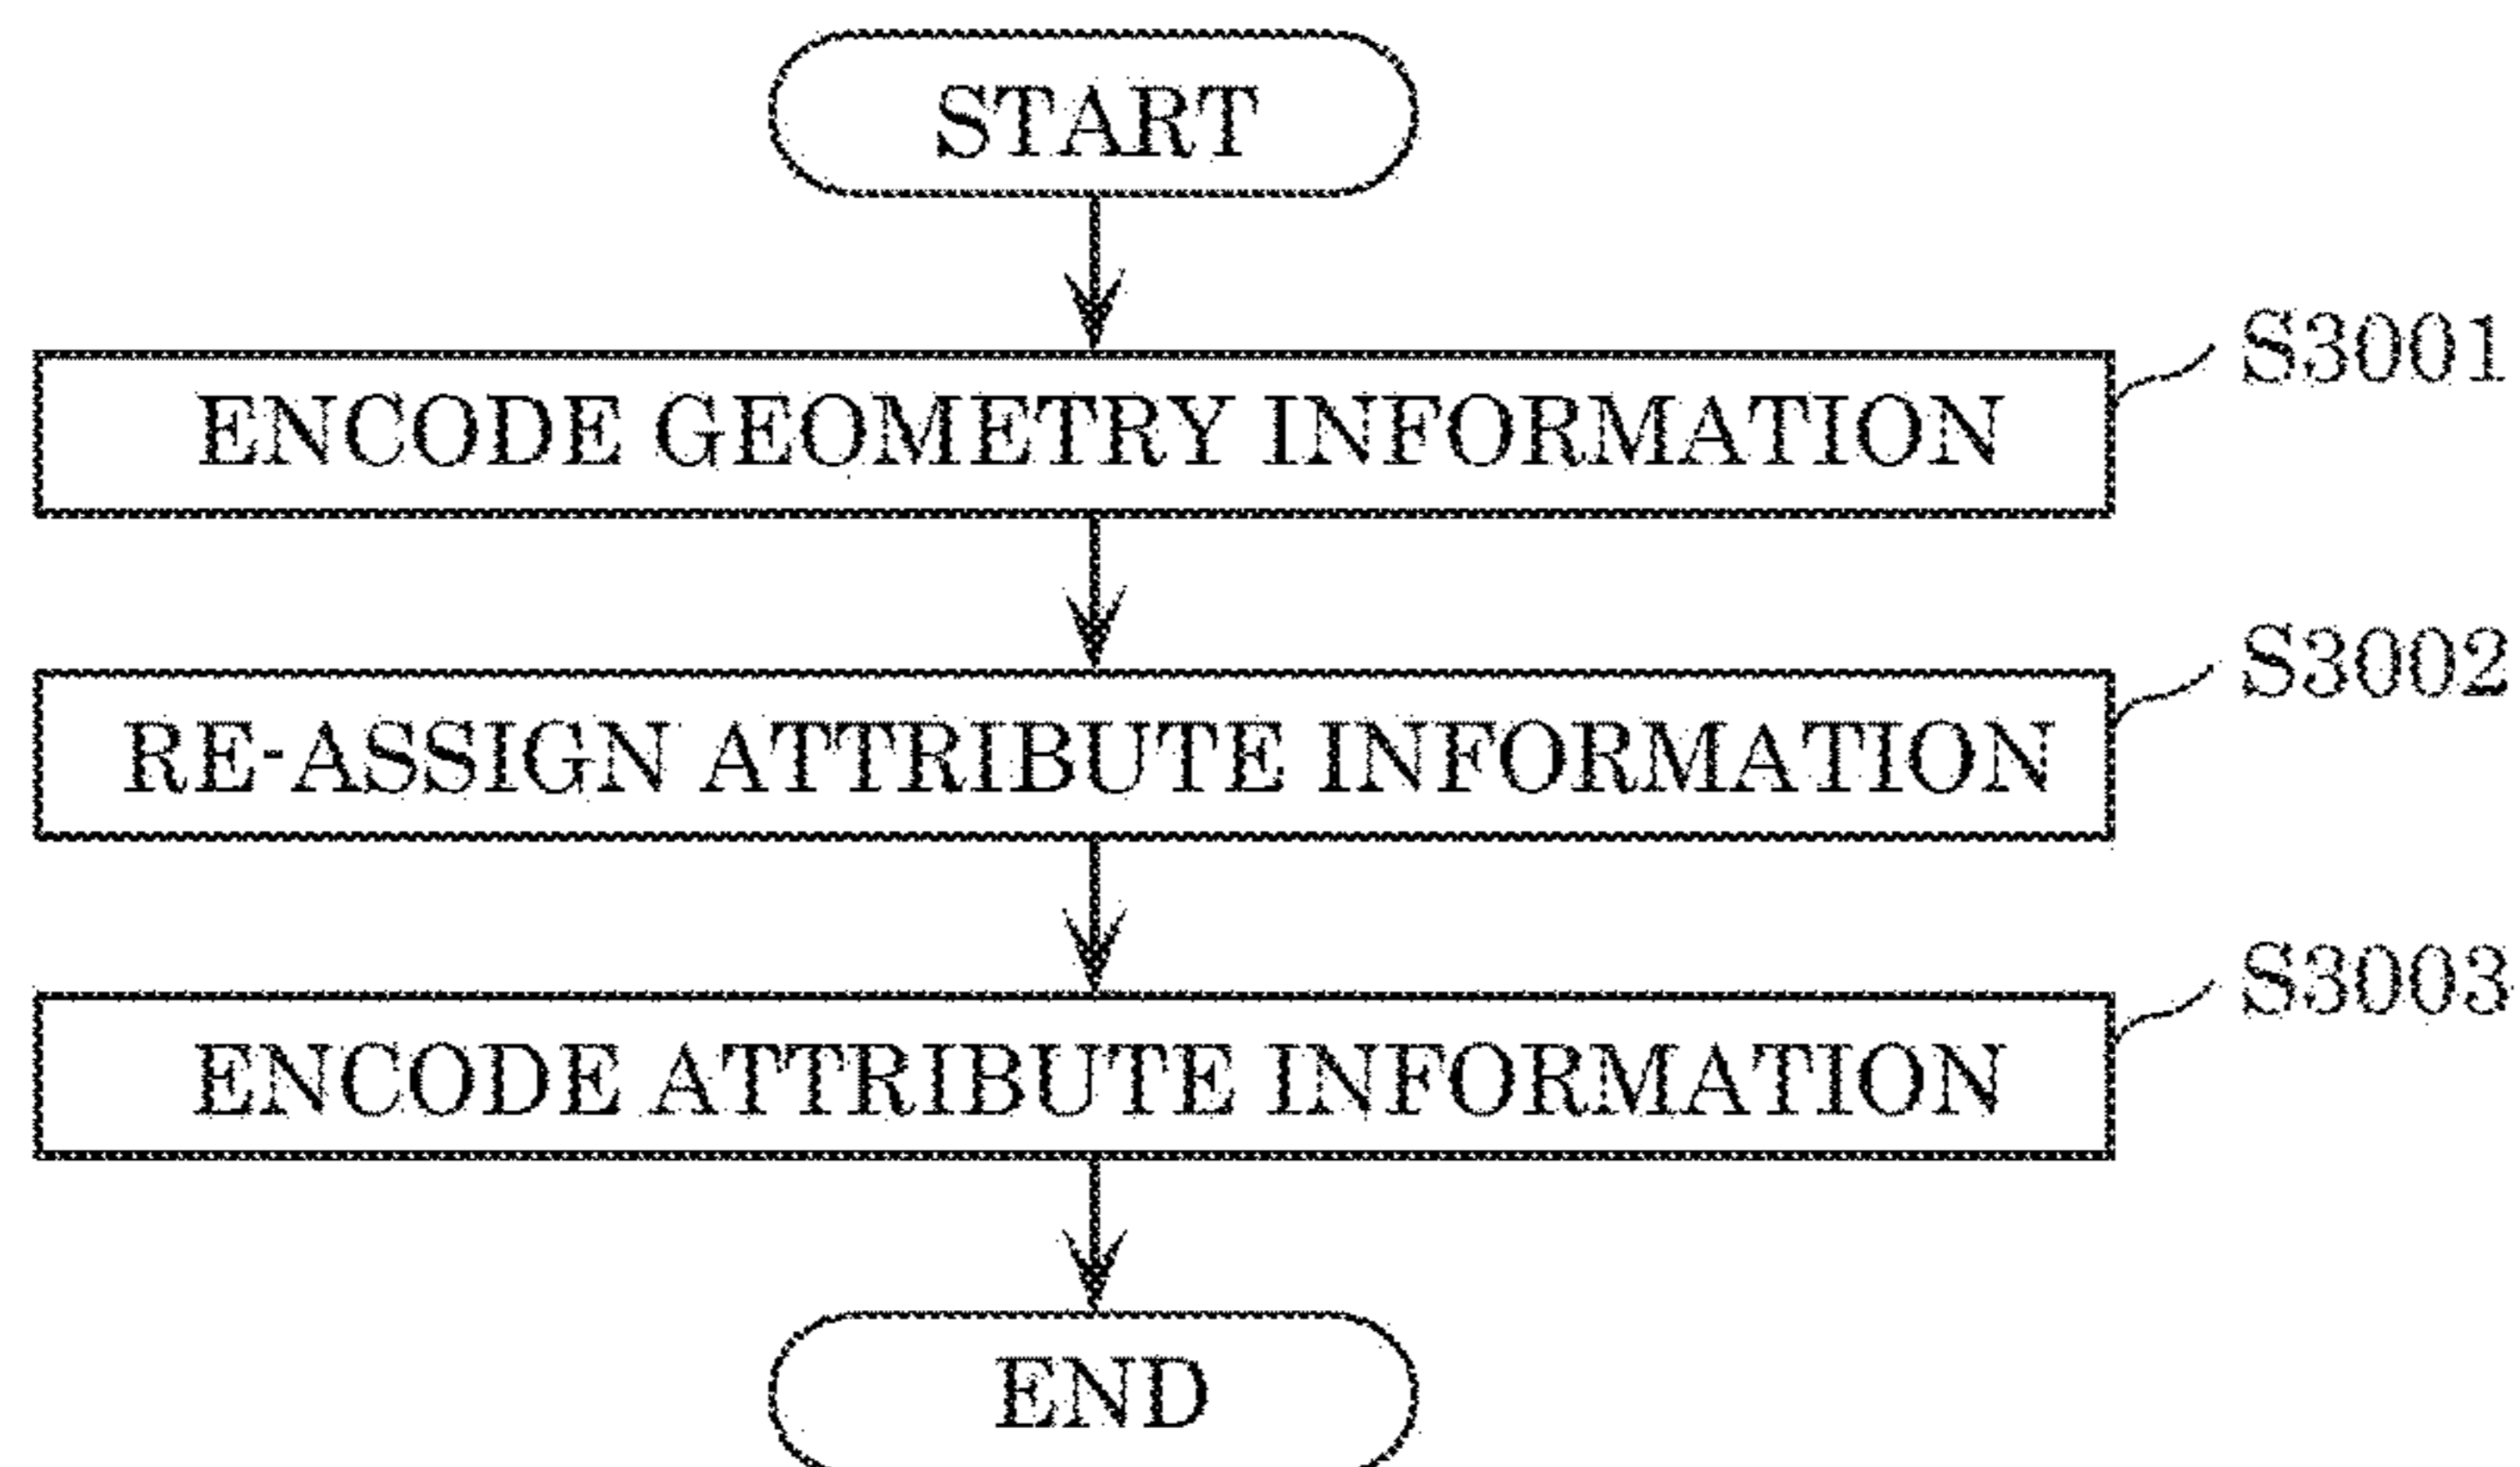 START
S3001
ENCODE GEOMETRY INFORMATION
S3002
RE-ASSIGN ATTRIBUTE INFORMATION
S3003
ENCODE ATTRIBUTE INFORMATION
END